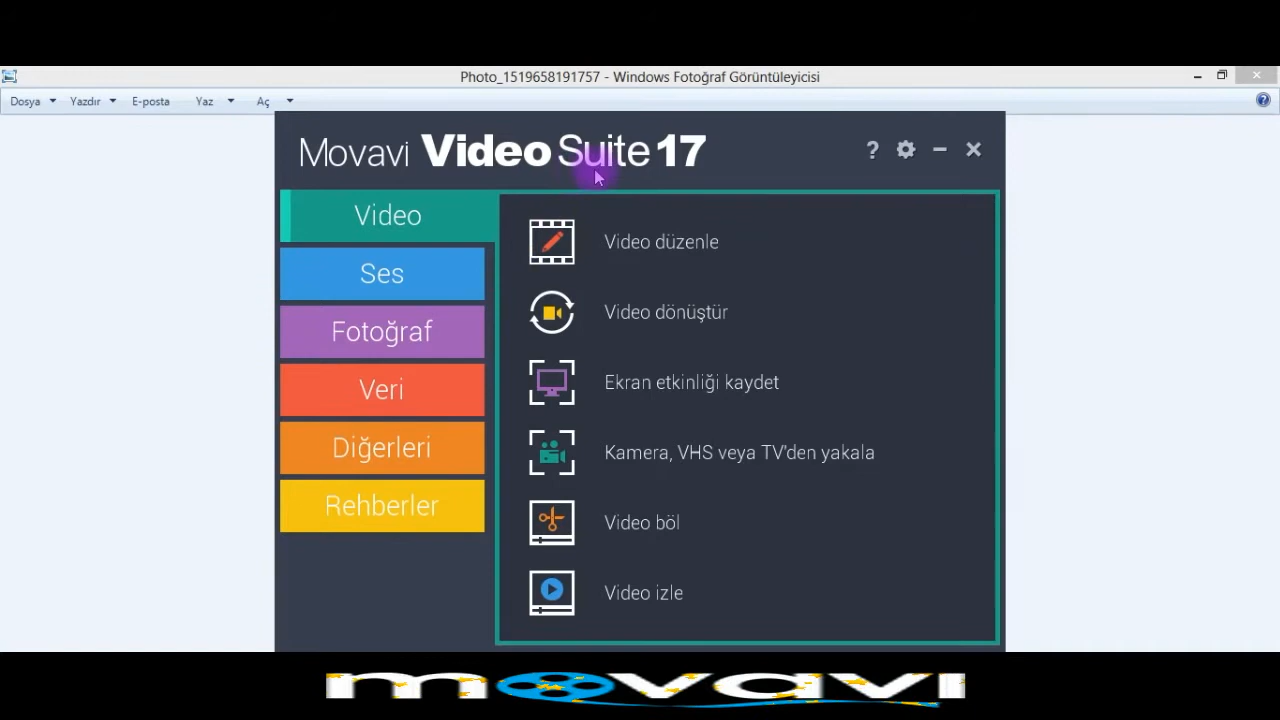 Photo_1519658191757 - Windows Fotoğraf Görüntüleyicisi
Dosya Yazdır E-posta Yaz Aç
Movavi Video Suite 17
Video
Ses
Fotoğraf
Veri
Diğerleri
Rehberler
Video düzenle
Video dönüştür
Ekran etkinliği kaydet
Kamera, VHS veya TV'den yakala
Video böl
Video izle
movavi